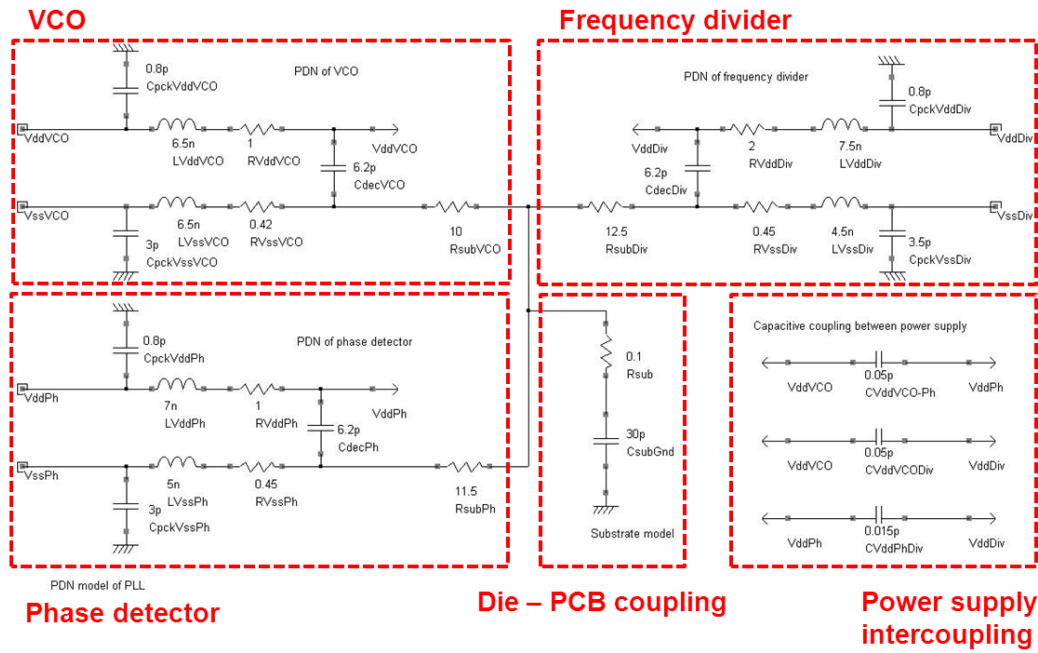 VCO
Frequency divider
0.8p
CpckVddVCO
PDN of VCO
VddVCO
6.5n
LVddVCO
1
RVddVCO
VddVCO
6.2p
CdecVCO
VssVCO
6.5n
LVssVCO
0.42
RVssVCO
10
RsubVCO
3p
CpckVssVCO
PDN of frequency divider
0.8p
CpckVddDiv
VddDiv
2
RVddDiv
7.5n
LVddDiv
VddDiv
6.2p
CdecDiv
12.5
RsubDiv
0.45
RVssDiv
4.5n
LVssDiv
VssDiv
3.5p
CpckVssDiv
0.8p
CpckVddPh
PDN of phase detector
VddPh
7n
LVddPh
1
RVddPh
VddPh
6.2p
CdecPh
VssPh
5n
LVssPh
0.45
RVssPh
11.5
RsubPh
3p
CpckVssPh
0.1
Rsub
30p
CsubGnd
Substrate model
Capacitive coupling between power supply
VddVCO
0.05p
CVddVCO-Ph
VddPh
VddVCO
0.05p
CVddVCODiv
VddDiv
VddPh
0.015p
CVddPhDiv
VddDiv
PDN model of PLL
Phase detector
Die – PCB coupling
Power supply
intercoupling